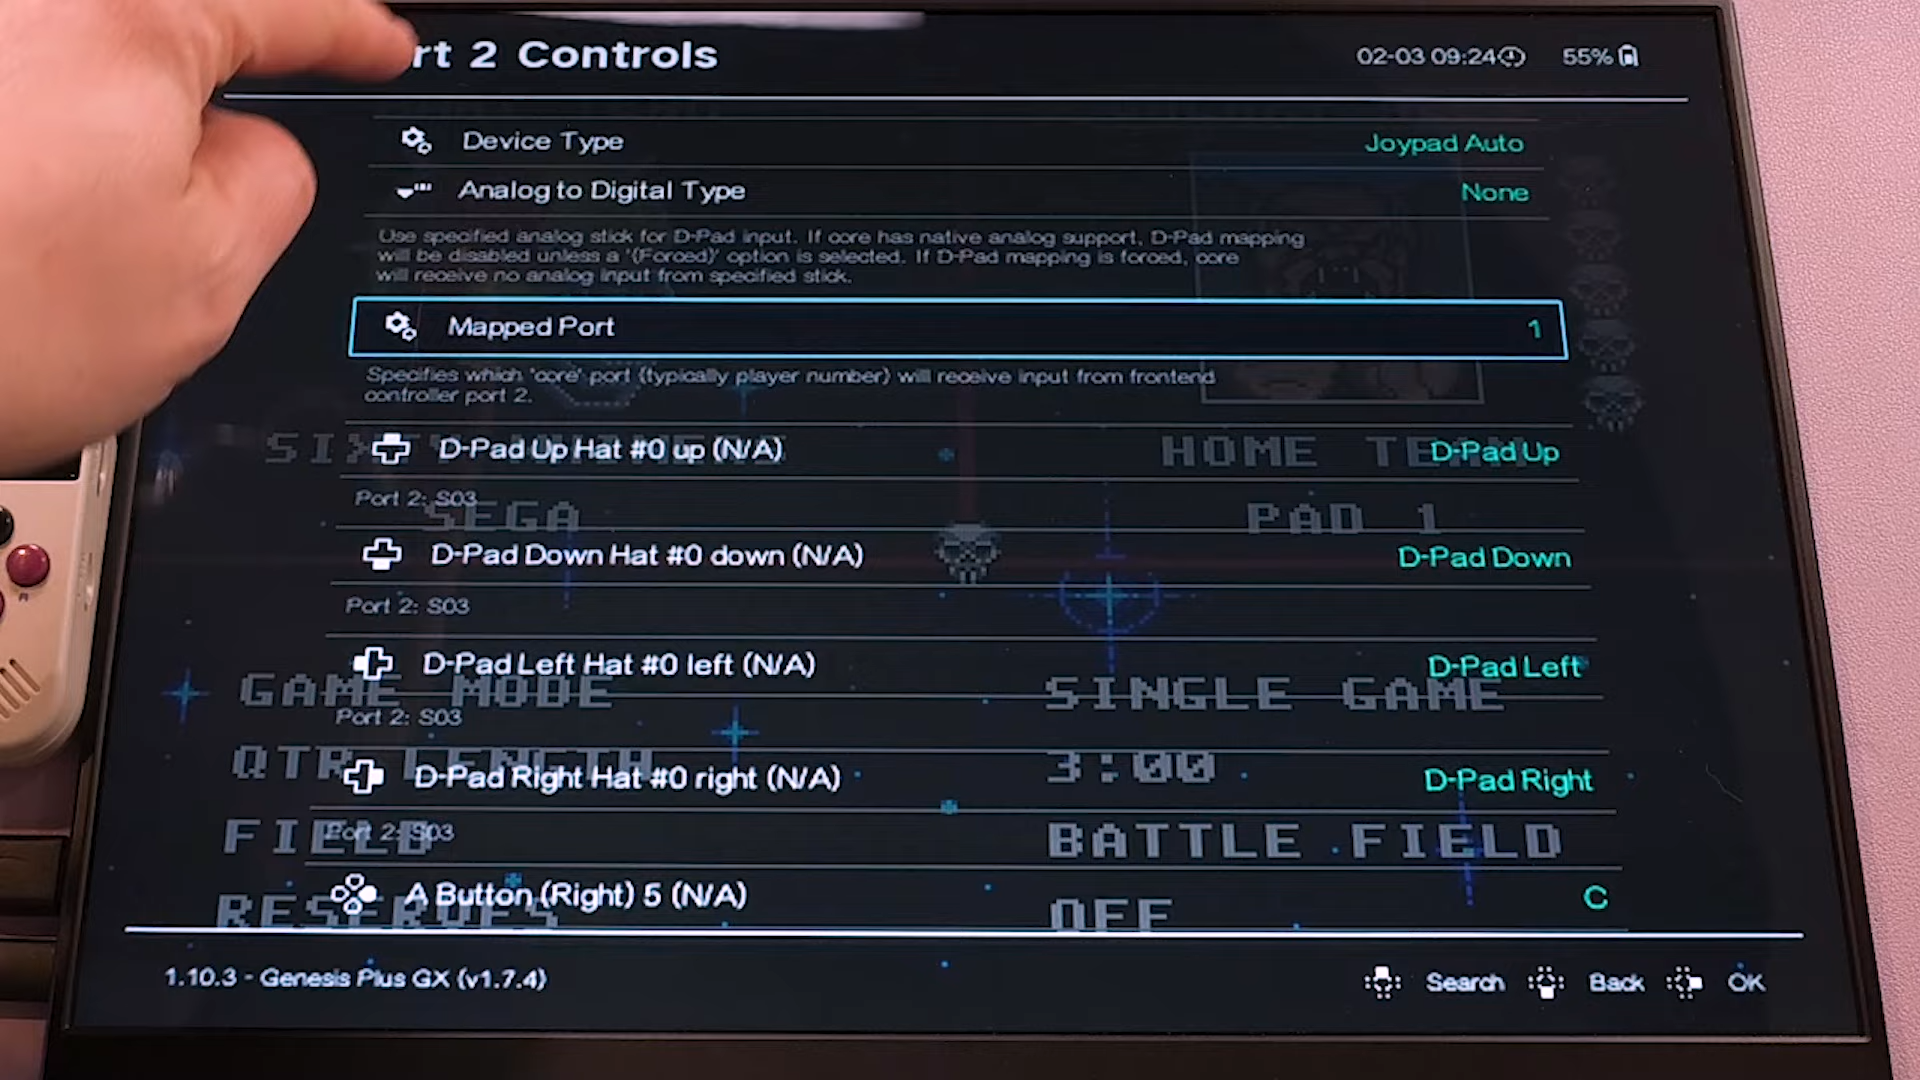 rt 2 Controls
02-03 09:24 55%
Device Type Joypad Auto
Analog to Digital Type None
Use specified analog stick for D-Pad input. If core has native analog support, D-Pad mapping
will be disabled unless a '(Forced)' option is selected. If D-Pad mapping is forced, core
will receive no analog input from specified stick.
Mapped Port 1
Specifies which 'core' port (typically player number) will receive input from frontend
controller port 2.
D-Pad Up Hat #0 up (N/A) D-Pad Up
HOME TEAM
Port 2: S03
SEGA PAD 1
D-Pad Down Hat #0 down (N/A) D-Pad Down
Port 2: S03
D-Pad Left Hat #0 left (N/A) D-Pad Left
GAME MODE SINGLE GAME
Port 2: S03
QTR LENGTH 3:00
D-Pad Right Hat #0 right (N/A) D-Pad Right
Port 2: S03
FIELD BATTLE FIELD
A Button (Right) 5 (N/A) C
RESERVES OFF
1.10.3 - Genesis Plus GX (v1.7.4) Search Back OK